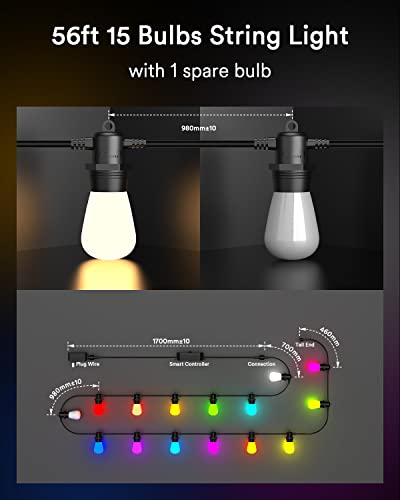 56ft 15 Bulbs String Light
with 1 spare bulb
980mm±10
1700mm±10
460mm
Tail End
700mm
Plug Wire
Smart Controller
Connection
980mm±10